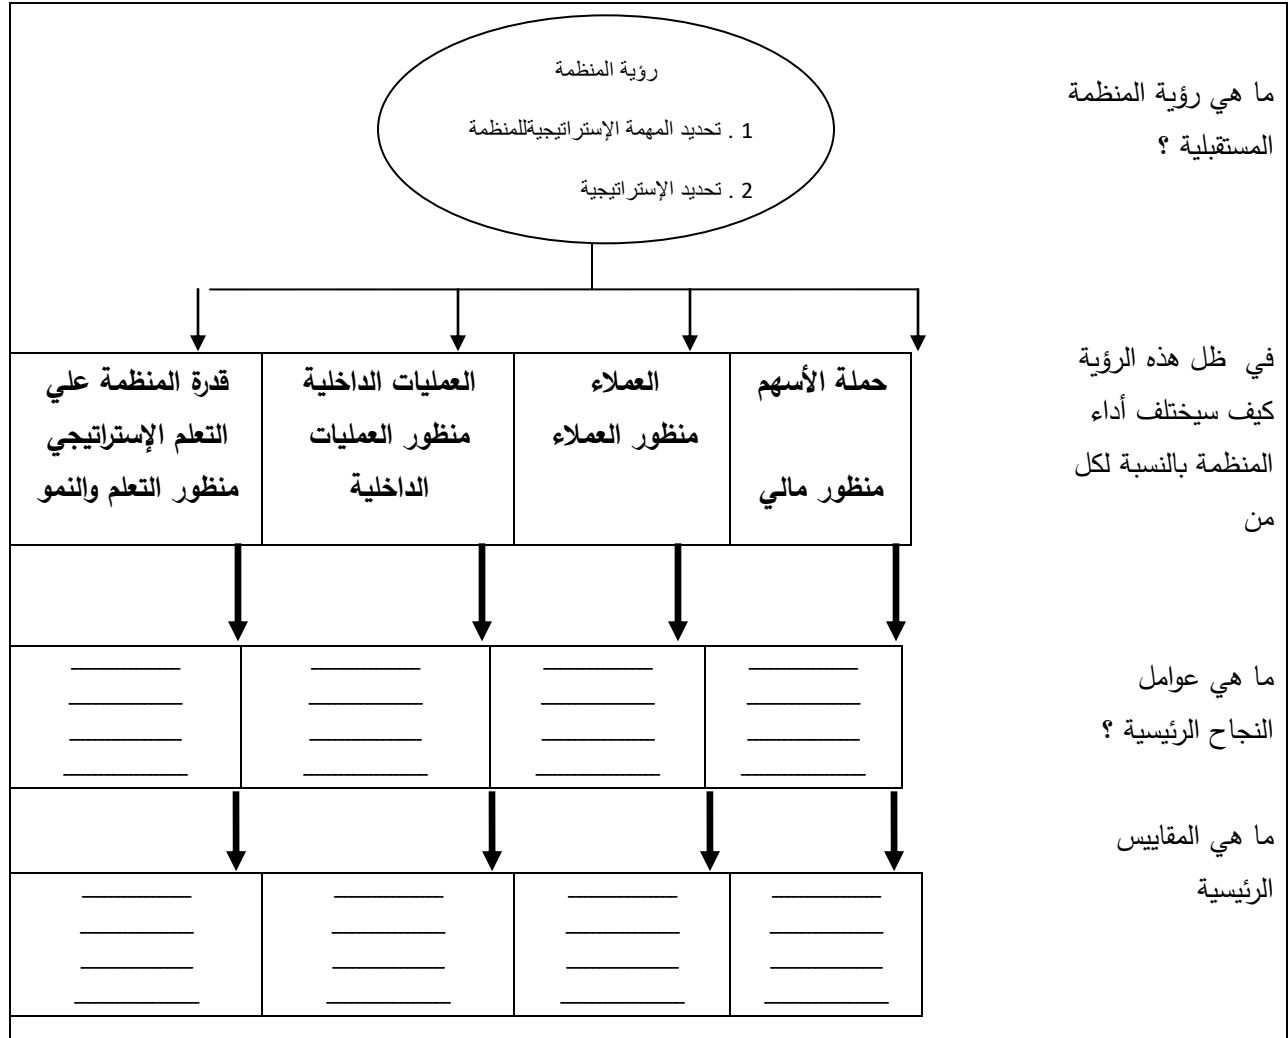 رؤية المنظمة
1 . تحديد المهمة الإستراتيجيةللمنظمة
2 . تحديد الإستراتيجية
ما هي رؤية المنظمة
المستقبلية ؟
في ظل هذه الرؤية
كيف سيختلف أداء
المنظمة بالنسبة لكل
من
حملة الأسهم
منظور مالي
العملاء
منظور العملاء
العمليات الداخلية
منظور العمليات
الداخلية
قدرة المنظمة علي
التعلم الإستراتيجي
منظور التعلم والنمو
ما هي عوامل
النجاح الرئيسية ؟
ما هي المقاييس
الرئيسية